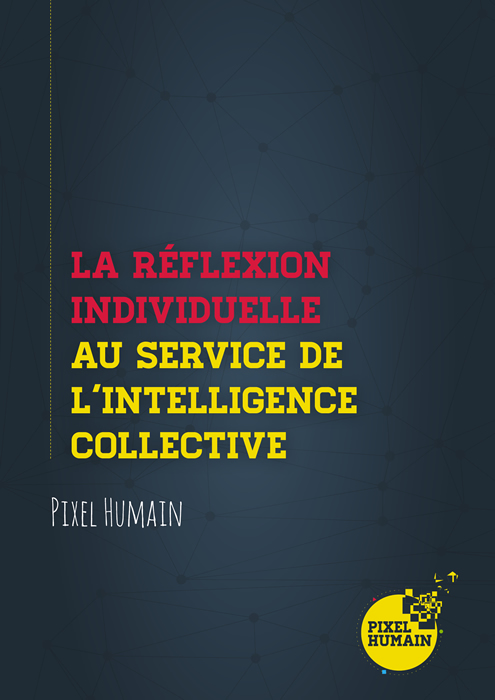 LA RÉFLEXION
INDIVIDUELLE
AU SERVICE DE
L'INTELLIGENCE
COLLECTIVE
PIXEL HUMAIN
PIXEL
HUMAIN